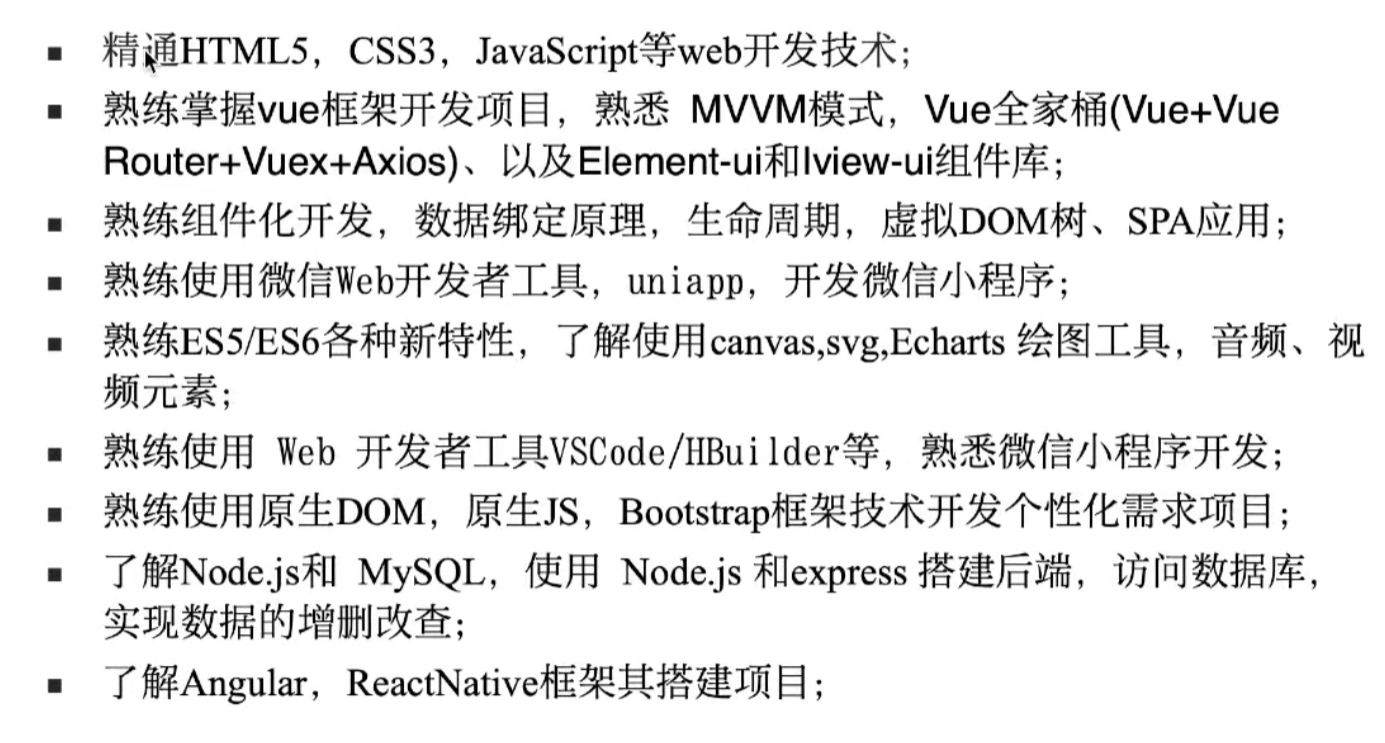 ▪ 精通HTML5，CSS3，JavaScript等web开发技术；
▪ 熟练掌握vue框架开发项目，熟悉 MVVM模式，Vue全家桶(Vue+Vue
Router+Vuex+Axios)、以及Element-ui和Iview-ui组件库；
▪ 熟练组件化开发，数据绑定原理，生命周期，虚拟DOM树、SPA应用；
▪ 熟练使用微信Web开发者工具，uniapp，开发微信小程序；
▪ 熟练ES5/ES6各种新特性，了解使用canvas,svg,Echarts 绘图工具，音频、视
频元素；
▪ 熟练使用 Web 开发者工具VSCode/HBuilder等，熟悉微信小程序开发；
▪ 熟练使用原生DOM，原生JS，Bootstrap框架技术开发个性化需求项目；
▪ 了解Node.js和 MySQL，使用 Node.js 和express 搭建后端，访问数据库，
实现数据的增删改查；
▪ 了解Angular，ReactNative框架其搭建项目；